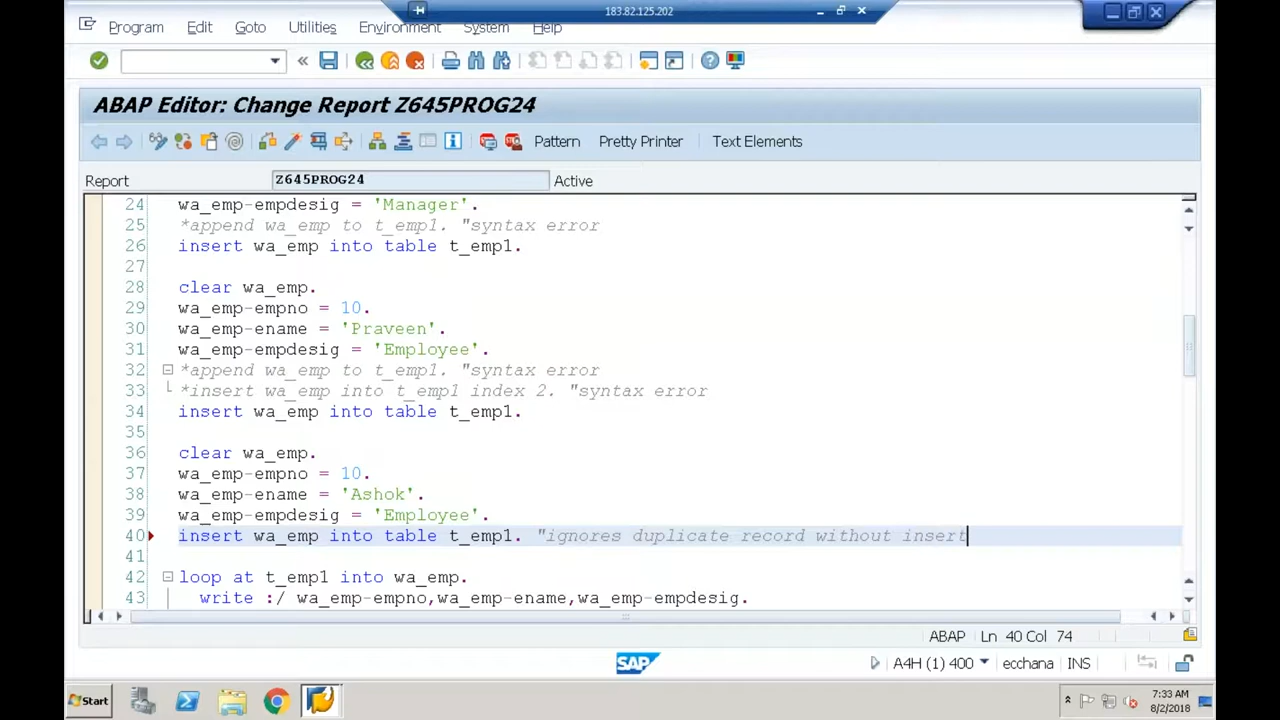 183.82.125.202
Program Edit Goto Utilities Environment System Help
ABAP Editor: Change Report Z645PROG24
Pattern Pretty Printer Text Elements
Report Z645PROG24 Active
24 wa_emp-empdesig = 'Manager'.
25 *append wa_emp to t_emp1. "syntax error
26 insert wa_emp into table t_emp1.
27
28 clear wa_emp.
29 wa_emp-empno = 10.
30 wa_emp-ename = 'Praveen'.
31 wa_emp-empdesig = 'Employee'.
32 *append wa_emp to t_emp1. "syntax error
33 *insert wa_emp into t_emp1 index 2. "syntax error
34 insert wa_emp into table t_emp1.
35
36 clear wa_emp.
37 wa_emp-empno = 10.
38 wa_emp-ename = 'Ashok'.
39 wa_emp-empdesig = 'Employee'.
40 insert wa_emp into table t_emp1. "ignores duplicate record without insert
41
42 loop at t_emp1 into wa_emp.
43 write :/ wa_emp-empno,wa_emp-ename,wa_emp-empdesig.
ABAP Ln 40 Col 74
SAP A4H (1) 400 ecchana INS
Start 7:33 AM
8/2/2018